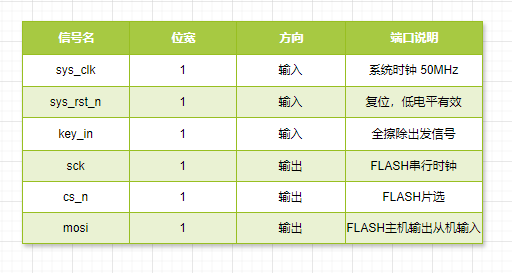 信号名 位宽 方向 端口说明
sys_clk 1 输入 系统时钟 50MHz
sys_rst_n 1 输入 复位，低电平有效
key_in 1 输入 全擦除出发信号
sck 1 输出 FLASH串行时钟
cs_n 1 输出 FLASH片选
mosi 1 输出 FLASH主机输出从机输入